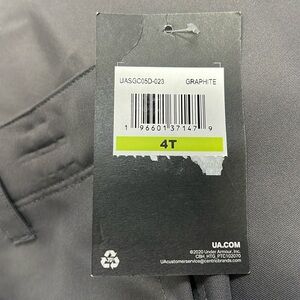 UASGC05D-023 GRAPHITE
1 96601 37147 9
4T
UA.COM
©2020 Under Armour, Inc.
CBH_HTG_PTC102070
UAcustomerservice@centricbrands.com